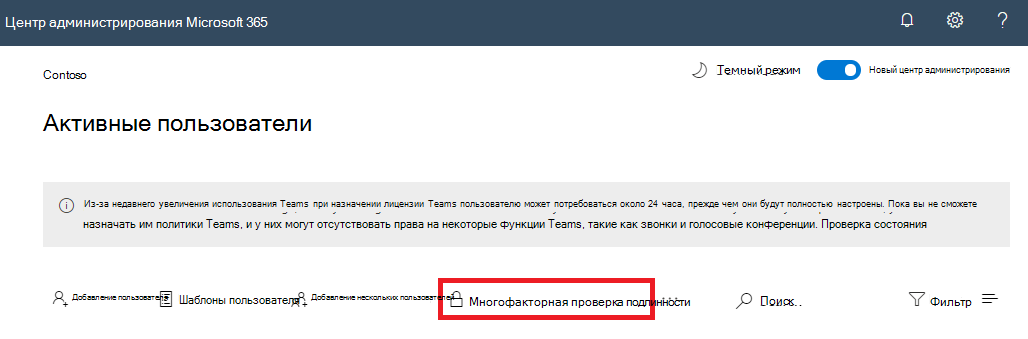 Центр администрирования Microsoft 365
Contoso
Темный режим
Новый центр администрирования
Активные пользователи
Из-за недавнего увеличения использования Teams при назначении лицензии Teams пользователю может потребоваться около 24 часа, прежде чем они будут полностью настроены. Пока вы не сможете
назначать им политики Teams, и у них могут отсутствовать права на некоторые функции Teams, такие как звонки и голосовые конференции. Проверка состояния
Добавление пользователя
Шаблоны пользователя
Добавление нескольких пользователей
Многофакторная проверка подлинности
Поиск..
Фильтр